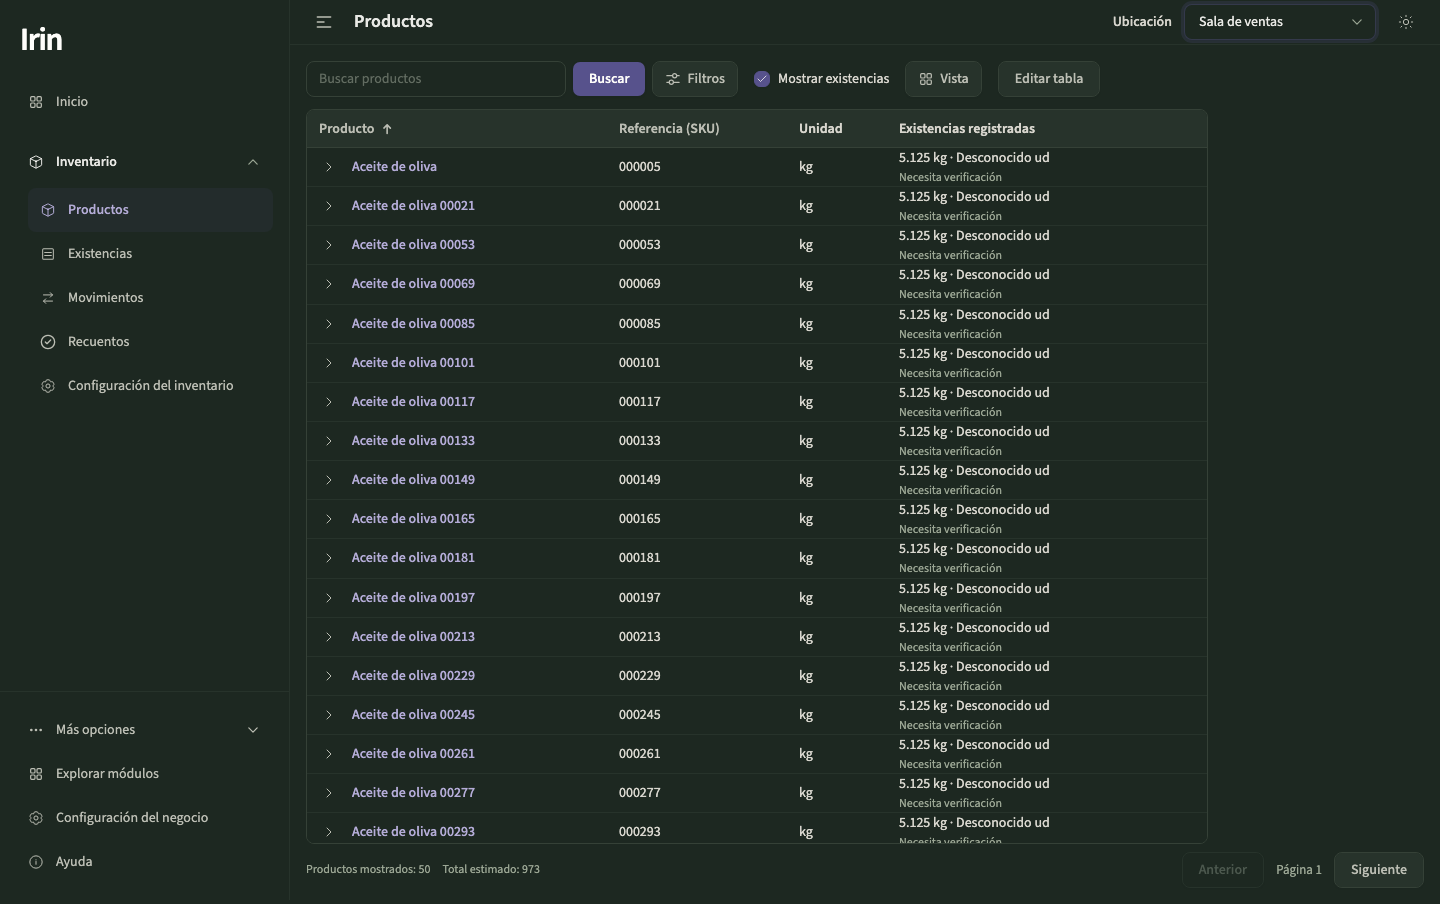 Irin
Productos
Ubicación
Sala de ventas
Inicio
Inventario
Productos
Existencias
Movimientos
Recuentos
Configuración del inventario
Más opciones
Explorar módulos
Configuración del negocio
Ayuda
Buscar productos
Buscar
Filtros
Mostrar existencias
Vista
Editar tabla
Producto Referencia (SKU) Unidad Existencias registradas
Aceite de oliva 000005 kg 5.125 kg · Desconocido ud
Necesita verificación
Aceite de oliva 00021 000021 kg 5.125 kg · Desconocido ud
Necesita verificación
Aceite de oliva 00053 000053 kg 5.125 kg · Desconocido ud
Necesita verificación
Aceite de oliva 00069 000069 kg 5.125 kg · Desconocido ud
Necesita verificación
Aceite de oliva 00085 000085 kg 5.125 kg · Desconocido ud
Necesita verificación
Aceite de oliva 00101 000101 kg 5.125 kg · Desconocido ud
Necesita verificación
Aceite de oliva 00117 000117 kg 5.125 kg · Desconocido ud
Necesita verificación
Aceite de oliva 00133 000133 kg 5.125 kg · Desconocido ud
Necesita verificación
Aceite de oliva 00149 000149 kg 5.125 kg · Desconocido ud
Necesita verificación
Aceite de oliva 00165 000165 kg 5.125 kg · Desconocido ud
Necesita verificación
Aceite de oliva 00181 000181 kg 5.125 kg · Desconocido ud
Necesita verificación
Aceite de oliva 00197 000197 kg 5.125 kg · Desconocido ud
Necesita verificación
Aceite de oliva 00213 000213 kg 5.125 kg · Desconocido ud
Necesita verificación
Aceite de oliva 00229 000229 kg 5.125 kg · Desconocido ud
Necesita verificación
Aceite de oliva 00245 000245 kg 5.125 kg · Desconocido ud
Necesita verificación
Aceite de oliva 00261 000261 kg 5.125 kg · Desconocido ud
Necesita verificación
Aceite de oliva 00277 000277 kg 5.125 kg · Desconocido ud
Necesita verificación
Aceite de oliva 00293 000293 kg 5.125 kg · Desconocido ud
Necesita verificación
Productos mostrados: 50 Total estimado: 973
Anterior
Página 1
Siguiente